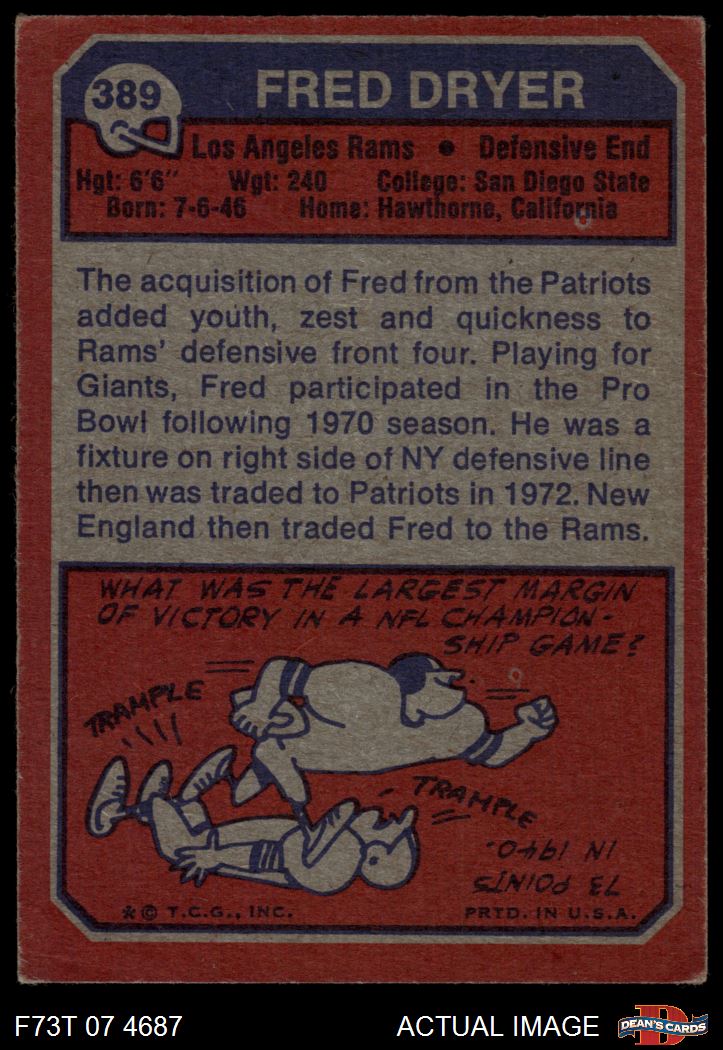 389
FRED DRYER
Los Angeles Rams • Defensive End
Hgt: 6'6" Wgt: 240 College: San Diego State
Born: 7-6-46 Home: Hawthorne, California
The acquisition of Fred from the Patriots
added youth, zest and quickness to
Rams' defensive front four. Playing for
Giants, Fred participated in the Pro
Bowl following 1970 season. He was a
fixture on right side of NY defensive line
then was traded to Patriots in 1972. New
England then traded Fred to the Rams.
WHAT WAS THE LARGEST MARGIN
OF VICTORY IN A NFL CHAMPION-
SHIP GAME?
TRAMPLE
TRAMPLE
73 POINTS
IN 1940.
*© T.C.G., INC. PRTD. IN U.S.A.
F73T 07 4687 ACTUAL IMAGE
D
DEAN'S CARDS